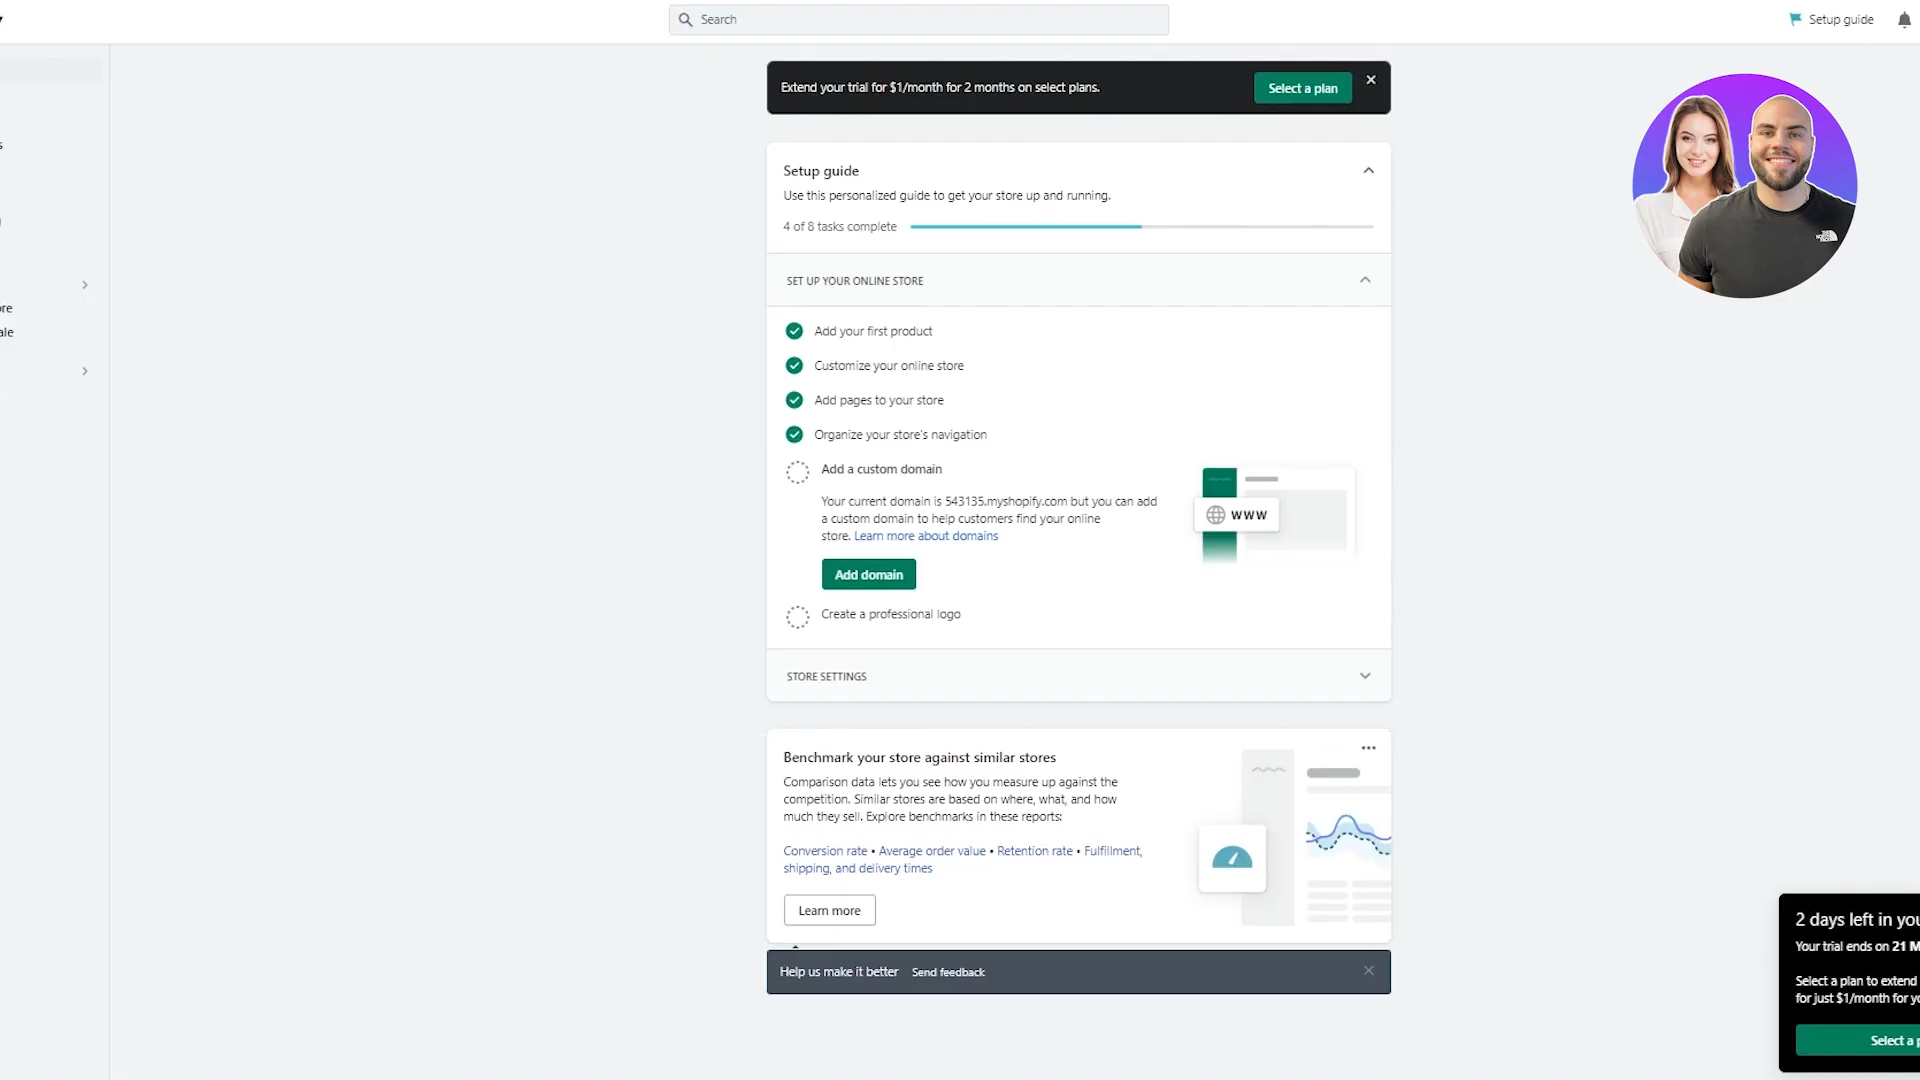 Search
Setup guide
Extend your trial for $1/month for 2 months on select plans.
Select a plan
Setup guide
Use this personalized guide to get your store up and running.
4 of 8 tasks complete
THE NORTH FACE
SET UP YOUR ONLINE STORE
ore
ale
Add your first product
Customize your online store
Add pages to your store
Organize your store's navigation
Add a custom domain
Your current domain is 543135.myshopify.com but you can add
a custom domain to help customers find your online
store. Learn more about domains
www
Add domain
Create a professional logo
STORE SETTINGS
Benchmark your store against similar stores
Comparison data lets you see how you measure up against the
competition. Similar stores are based on where, what, and how
much they sell. Explore benchmarks in these reports:
Conversion rate • Average order value • Retention rate • Fulfillment,
shipping, and delivery times
Learn more
Help us make it better Send feedback
2 days left in you
Your trial ends on 21 M
Select a plan to extend
for just $1/month for yo
Select a p